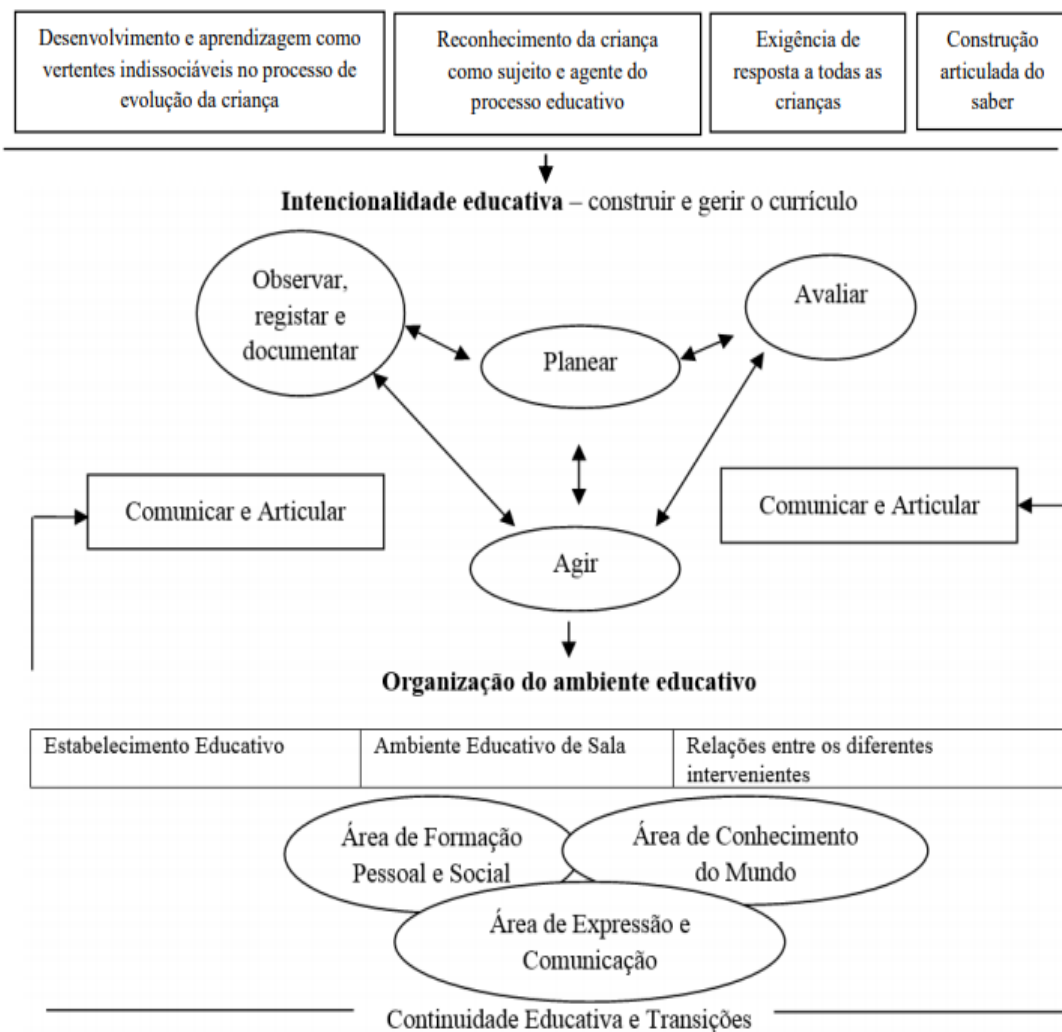 Desenvolvimento e aprendizagem como
vertentes indissociáveis no processo de
evolução da criança
Reconhecimento da criança
como sujeito e agente do
processo educativo
Exigência de
resposta a todas as
crianças
Construção
articulada do
saber
Intencionalidade educativa – construir e gerir o currículo
Observar,
registar e
documentar
Planear
Avaliar
Comunicar e Articular
Comunicar e Articular
Agir
Organização do ambiente educativo
Estabelecimento Educativo
Ambiente Educativo de Sala
Relações entre os diferentes
intervenientes
Área de Formação
Pessoal e Social
Área de Conhecimento
do Mundo
Área de Expressão e
Comunicação
Continuidade Educativa e Transições